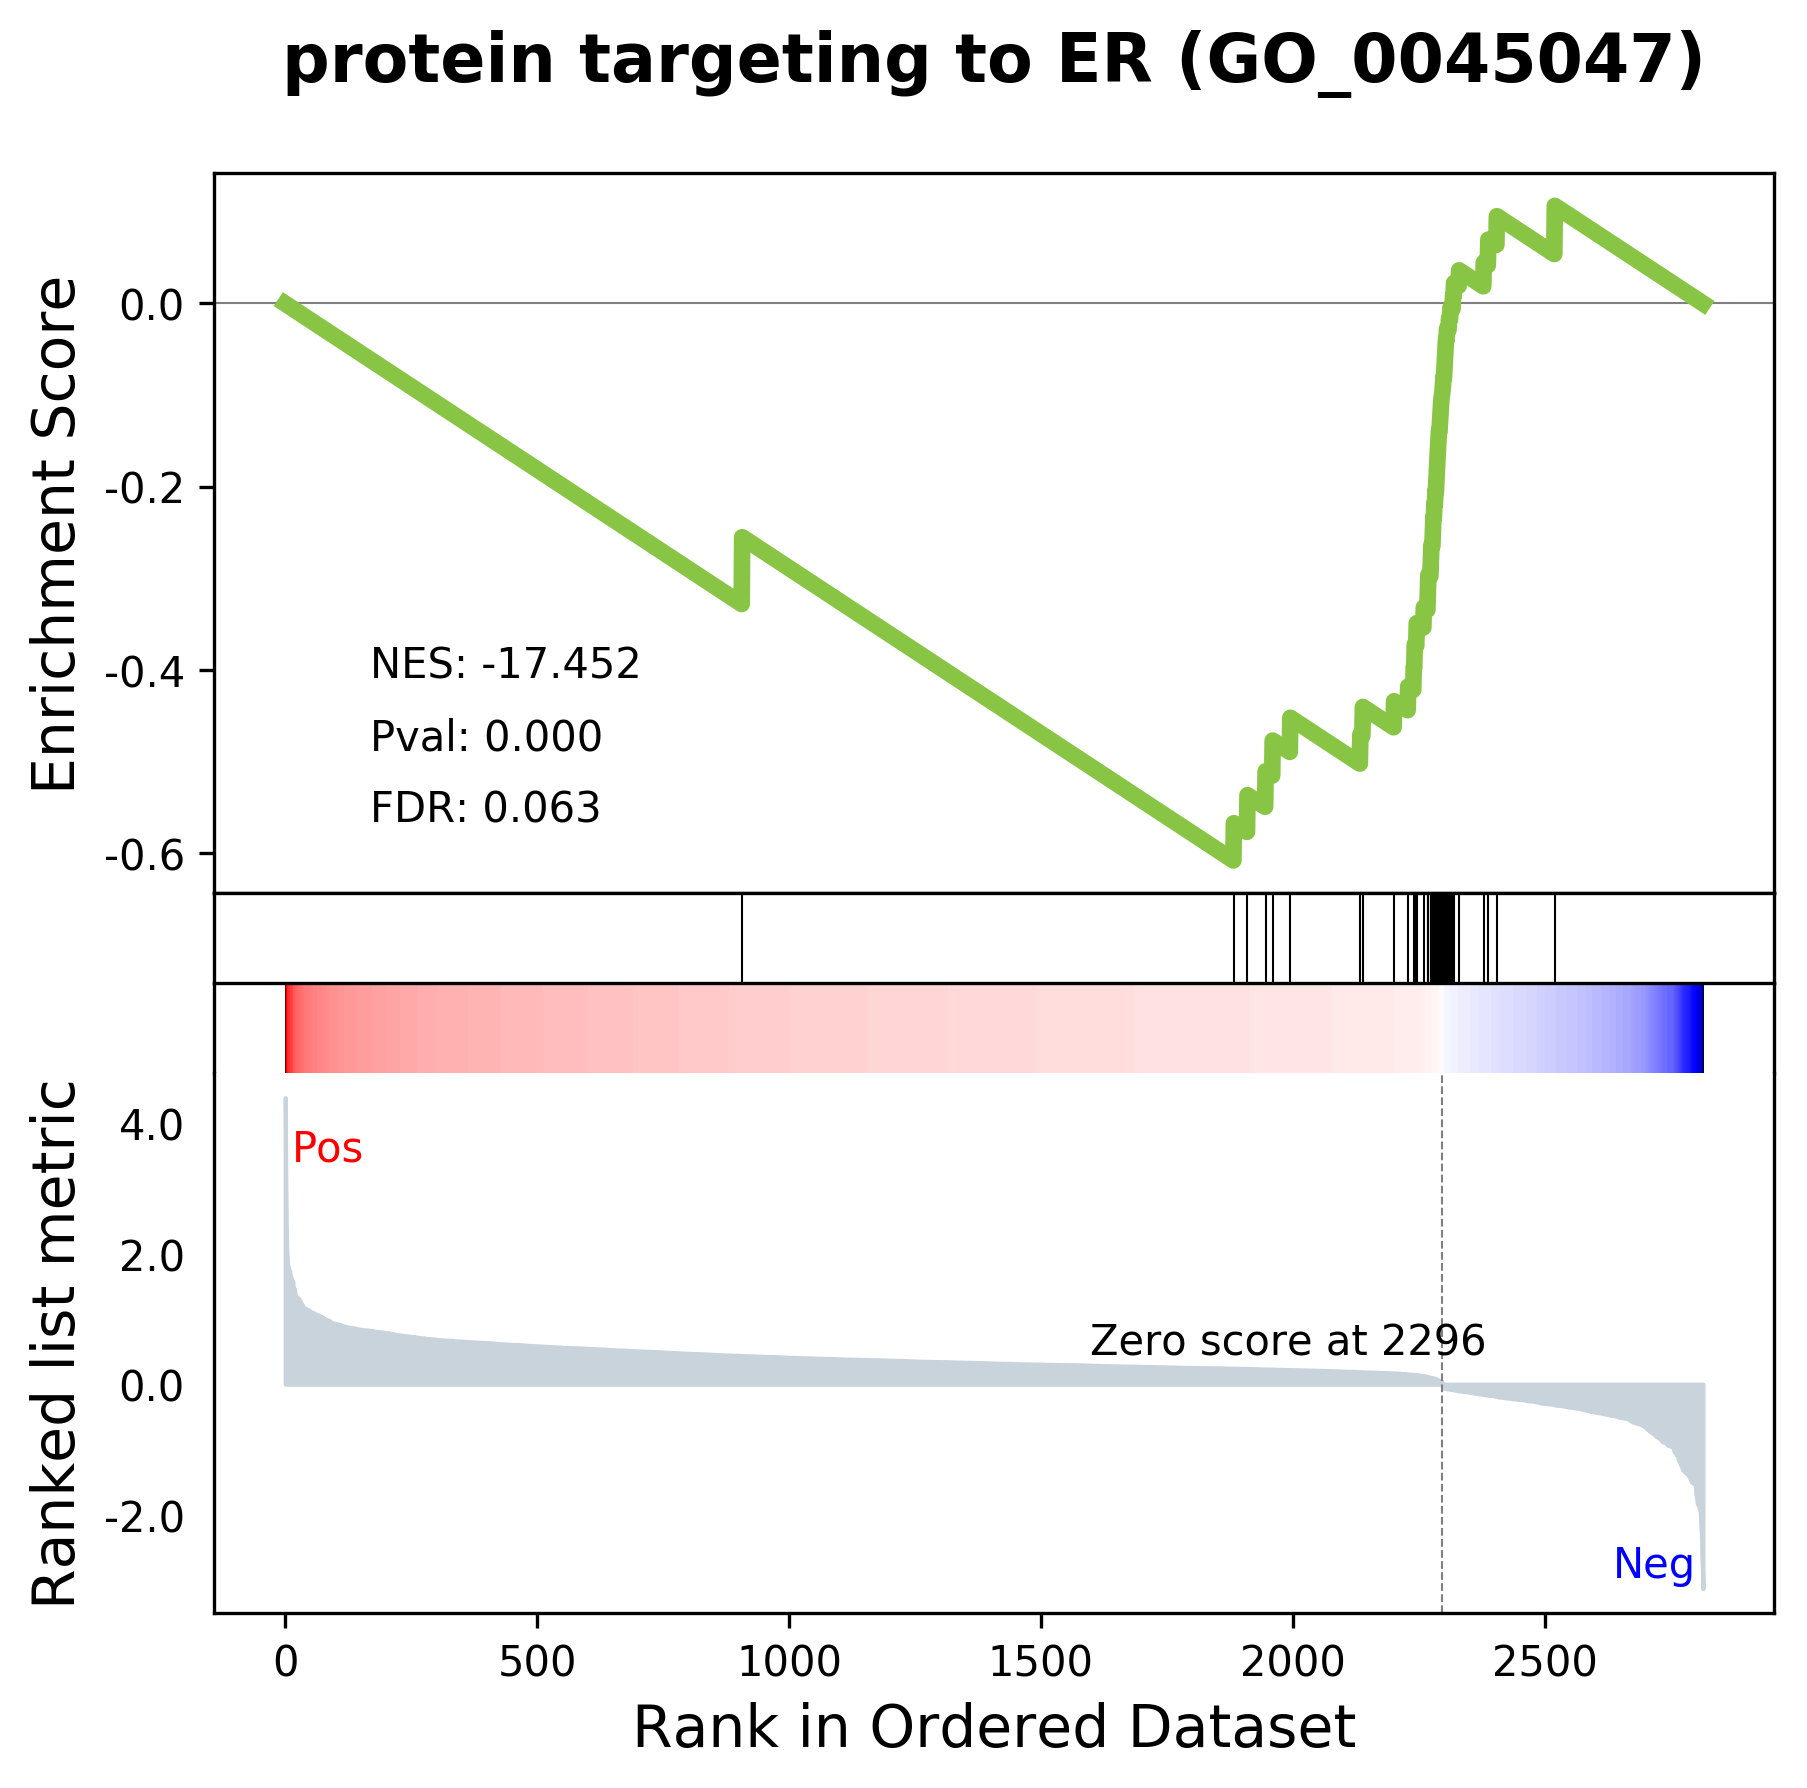 protein targeting to ER (GO_0045047)
Enrichment Score
0.0
-0.2
-0.4
-0.6
NES: -17.452
Pval: 0.000
FDR: 0.063
Ranked list metric
4.0
2.0
0.0
-2.0
Pos
Zero score at 2296
Neg
0 500 1000 1500 2000 2500
Rank in Ordered Dataset